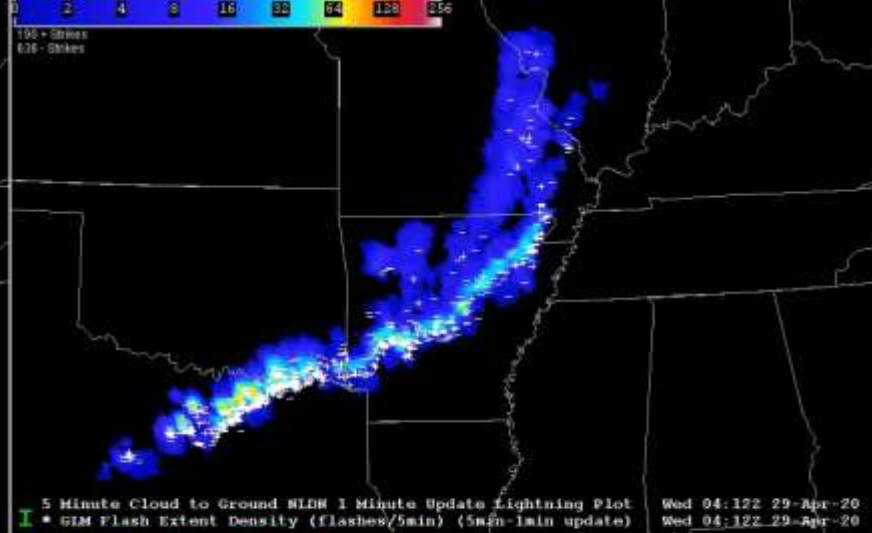 0 2 4 8 16 32 64 128 256
198 + Strikes
636 - Strikes
5 Minute Cloud to Ground NLDN 1 Minute Update Lightning Plot Wed 04:12Z 29-Apr-20
I * GLM Flash Extent Density (flashes/5min) (5min-1min update) Wed 04:12Z 29-Apr-20